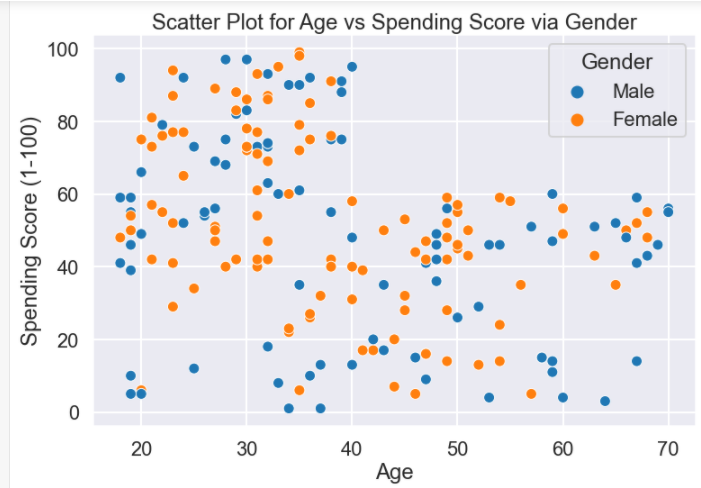 Scatter Plot for Age vs Spending Score via Gender
Spending Score (1-100)
100
80
60
40
20
0
Gender
Male
Female
20 30 40 50 60 70
Age